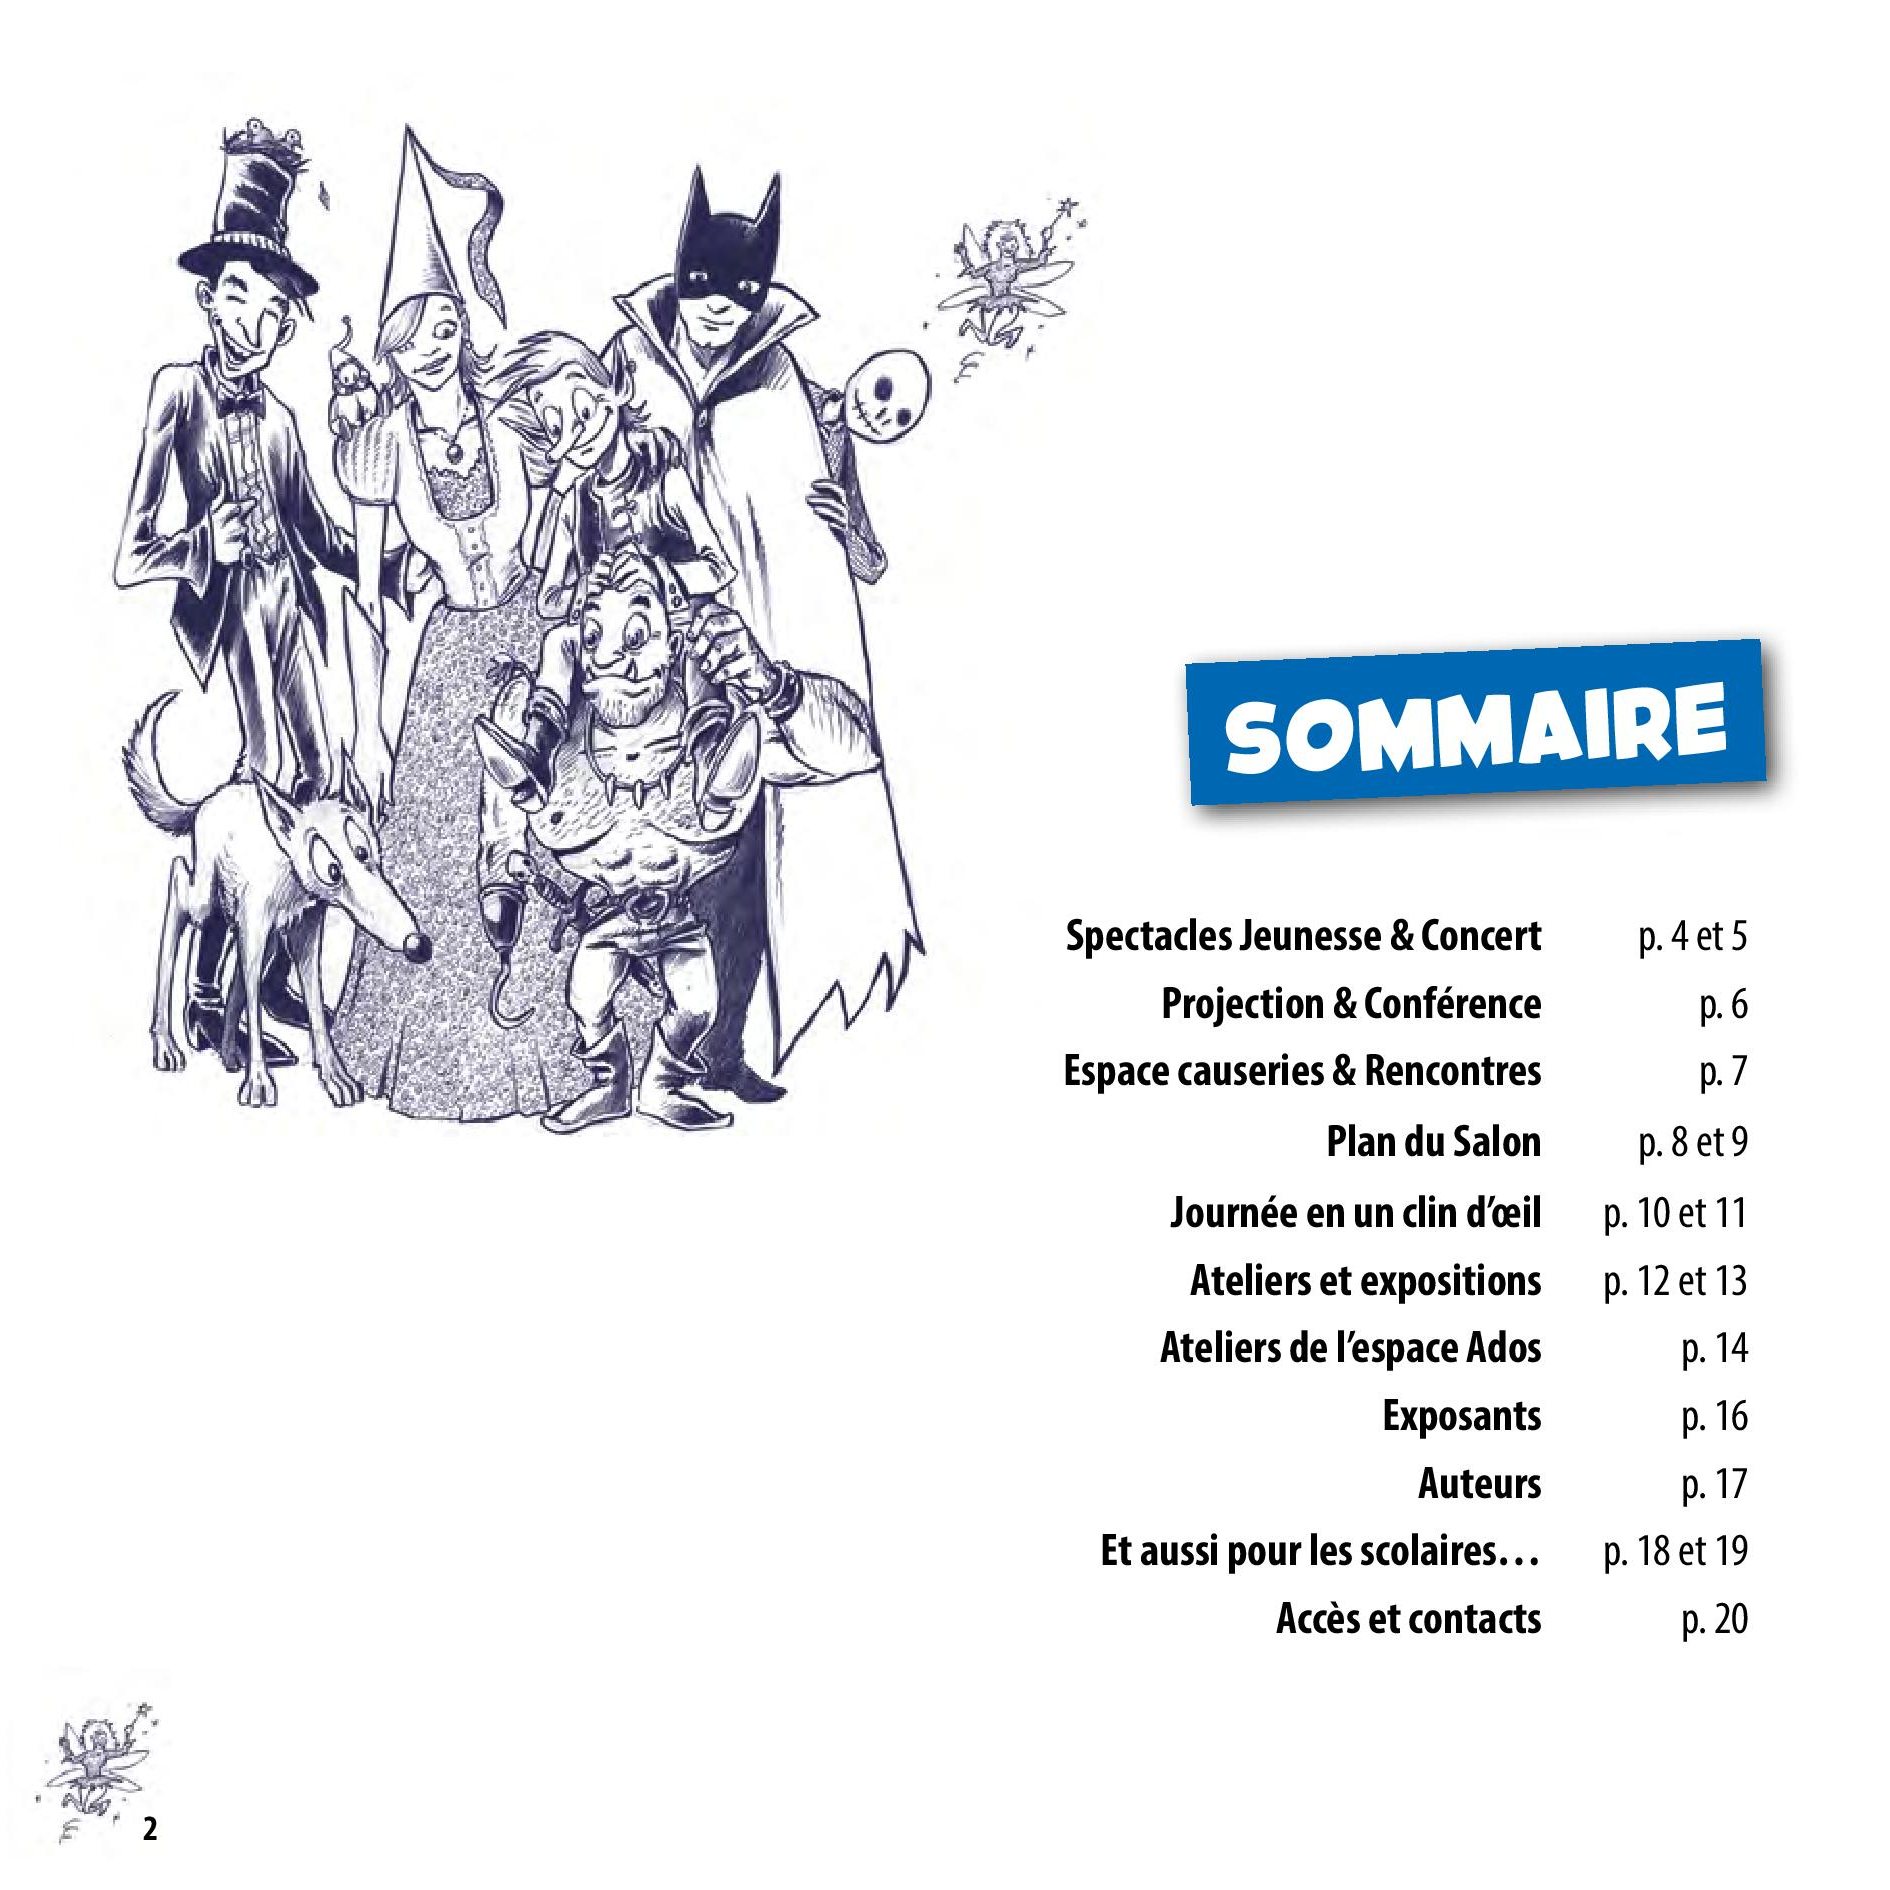 SOMMAIRE
Spectacles Jeunesse & Concert p. 4 et 5
Projection & Conférence p. 6
Espace causeries & Rencontres p. 7
Plan du Salon p. 8 et 9
Journée en un clin d’œil p. 10 et 11
Ateliers et expositions p. 12 et 13
Ateliers de l’espace Ados p. 14
Exposants p. 16
Auteurs p. 17
Et aussi pour les scolaires… p. 18 et 19
Accès et contacts p. 20
2